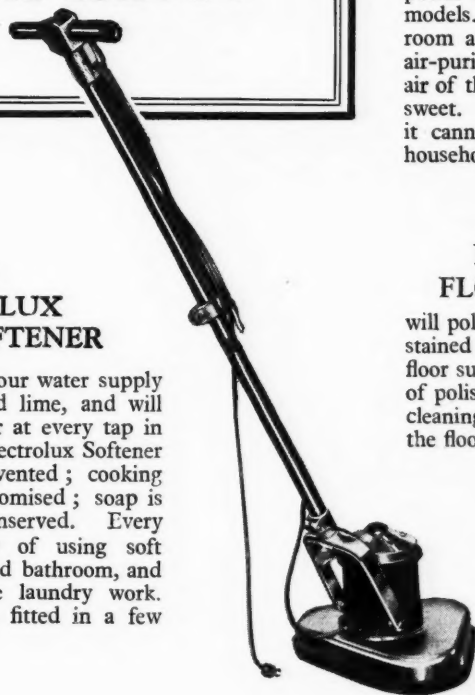 models.
room a
air-puri
air of th
sweet.
it cann
househo
LUX
FTENER
our water supply
d lime, and will
r at every tap in
ectrolux Softener
vented ; cooking
omised ; soap is
nserved. Every
of using soft
d bathroom, and
e laundry work.
fitted in a few
FLO
will pol
stained
floor su
of polis
cleaning
the floo